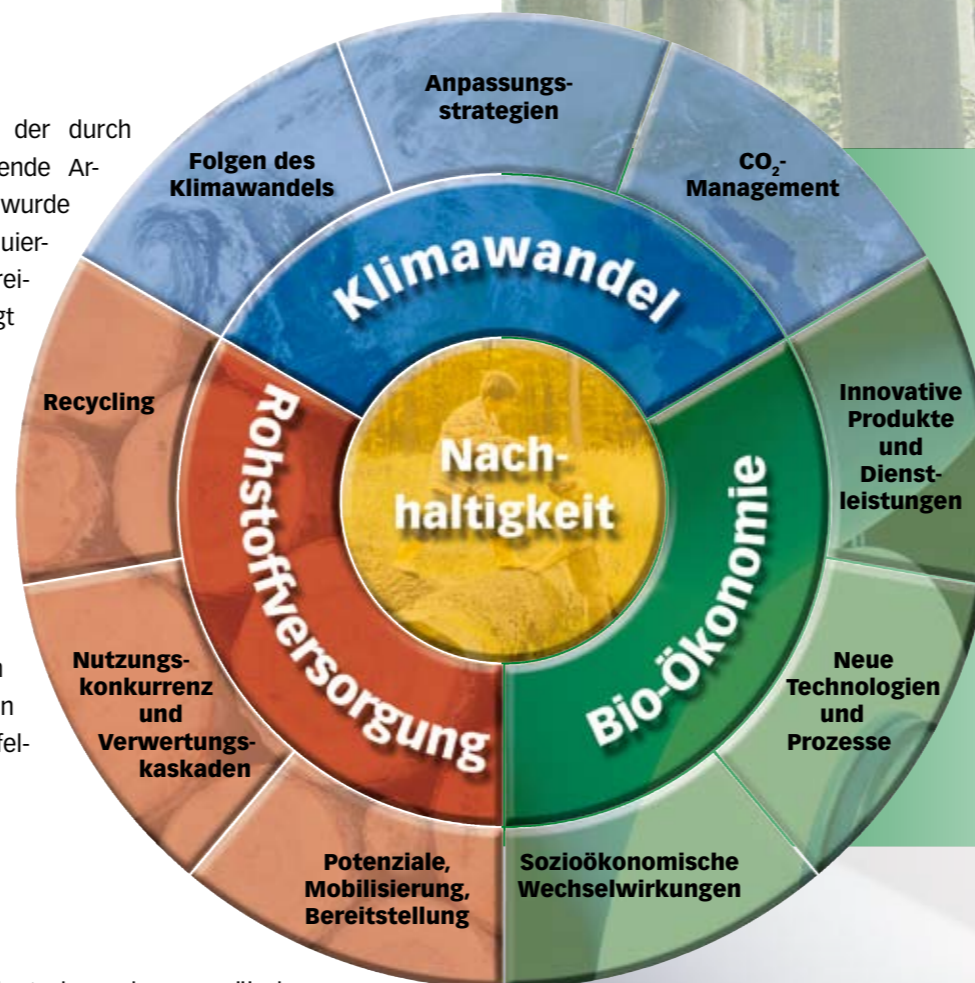 der durch
ende Ar-
wurde
uier-
rei-
gt
n
n
fel-
Anpassungs-
strategien
Folgen des
Klimawandels
CO₂-
Management
Klimawandel
Recycling
Innovative
Produkte
und
Dienst-
leistungen
Rohstoffversorgung
Nach-
haltigkeit
Bio-Ökonomie
Nutzungs-
konkurrenz
und
Verwertungs-
kaskaden
Neue
Technologien
und
Prozesse
Potenziale,
Mobilisierung,
Bereitstellung
Sozioökonomische
Wechselwirkungen